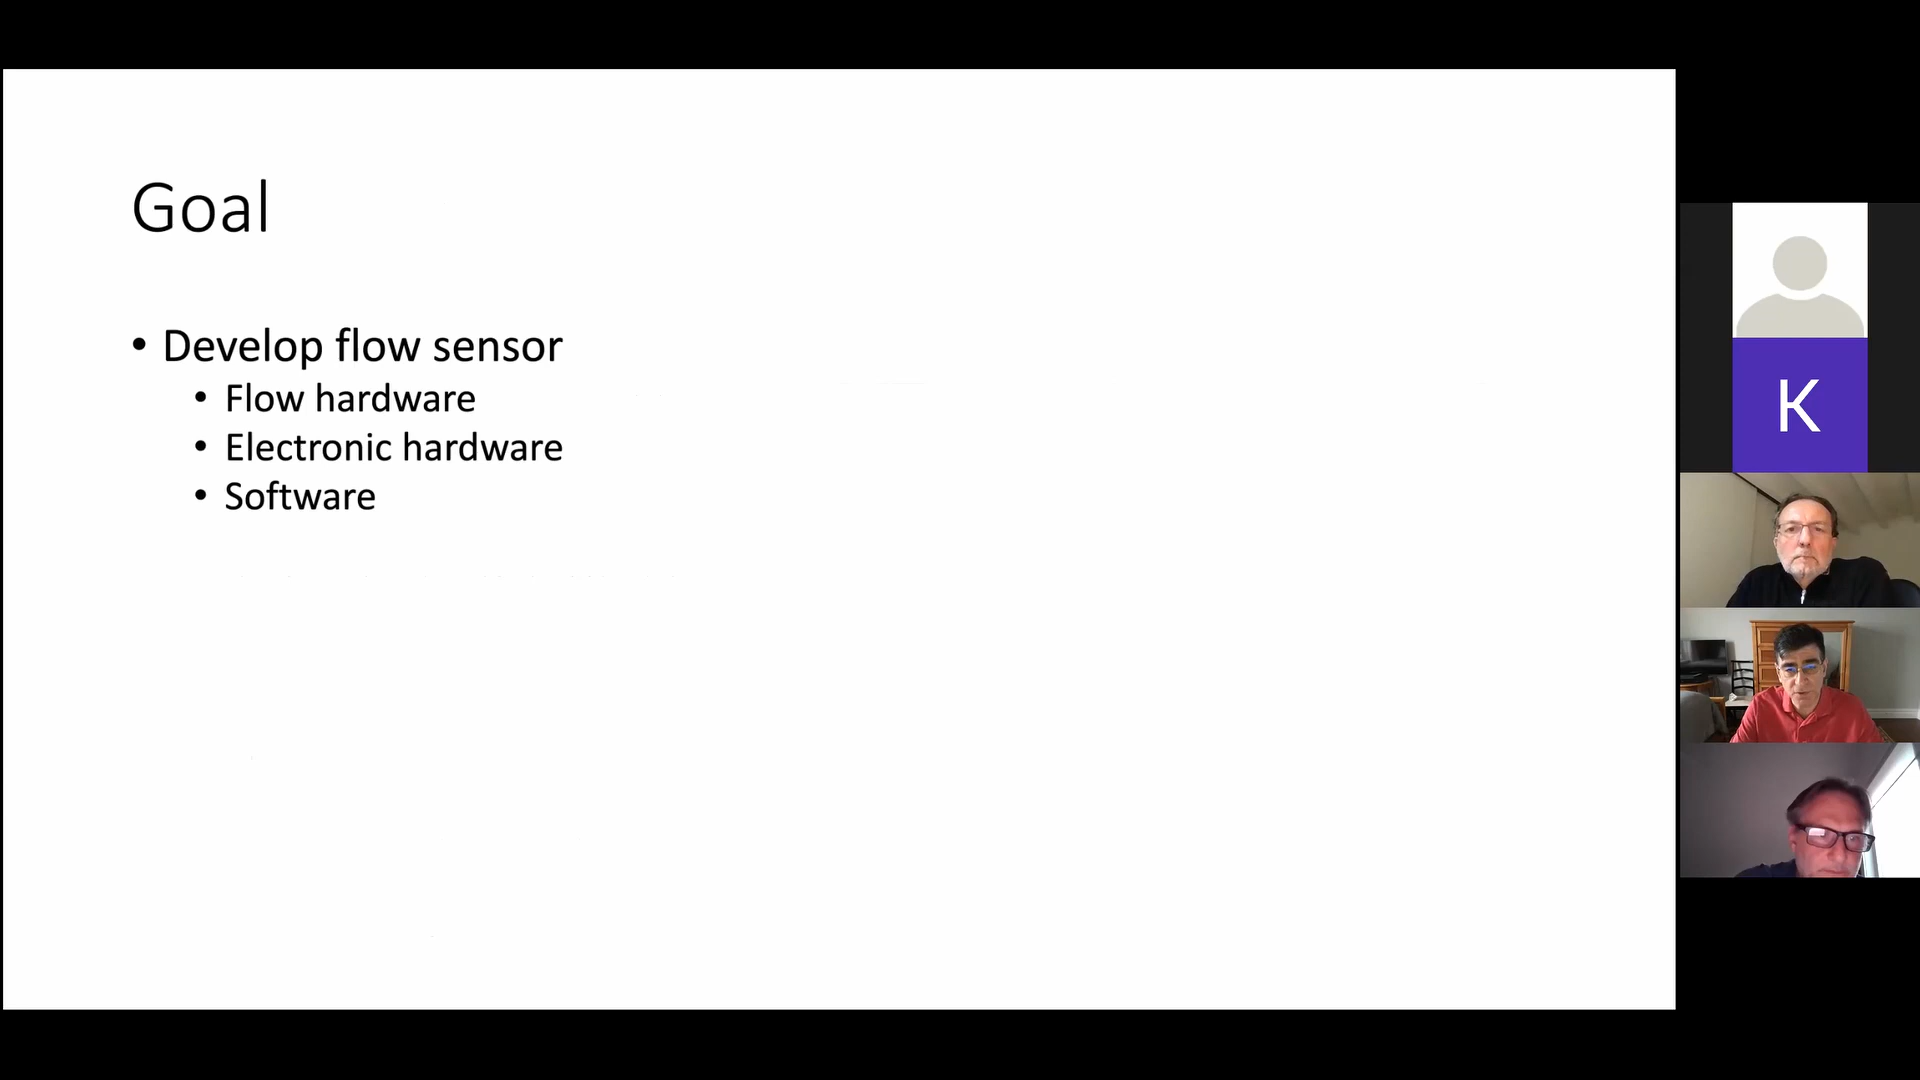 Goal
• Develop flow sensor
• Flow hardware
• Electronic hardware
• Software
K